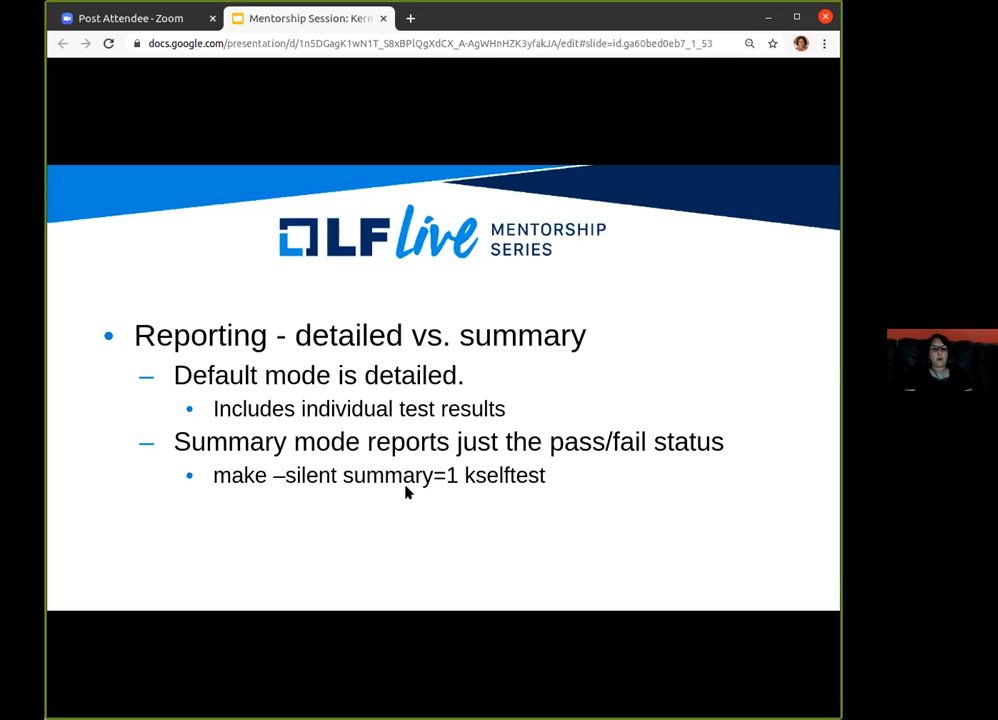 Post Attendee - Zoom
Mentorship Session: Kern
docs.google.com/presentation/d/1n5DGagK1wN1T_S8xBPlQgXdCX_A-AgWHnHZK3yfakJA/edit#slide=id.ga60bed0eb7_1_53
LF Live MENTORSHIP
SERIES
Reporting - detailed vs. summary
– Default mode is detailed.
Includes individual test results
– Summary mode reports just the pass/fail status
make –silent summary=1 kselftest